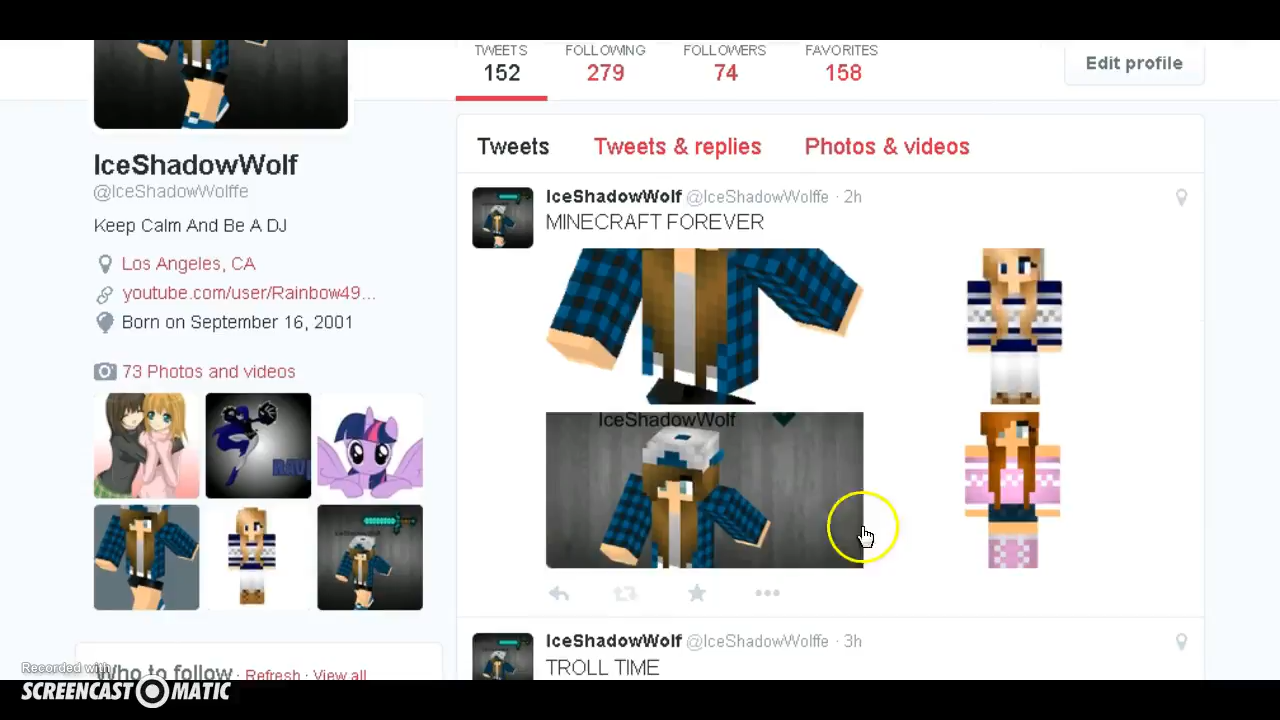 TWEETS FOLLOWING FOLLOWERS FAVORITES
152 279 74 158
Edit profile
IceShadowWolf
@IceShadowWolffe
Keep Calm And Be A DJ
Los Angeles, CA
youtube.com/user/Rainbow49...
Born on September 16, 2001
73 Photos and videos
Tweets Tweets & replies Photos & videos
IceShadowWolf @IceShadowWolffe · 2h
MINECRAFT FOREVER
IceShadowWolf
IceShadowWolf
IceShadowWolf @IceShadowWolffe · 3h
TROLL TIME
Who to follow · Refresh · View all
Recorded with
SCREENCAST MATIC